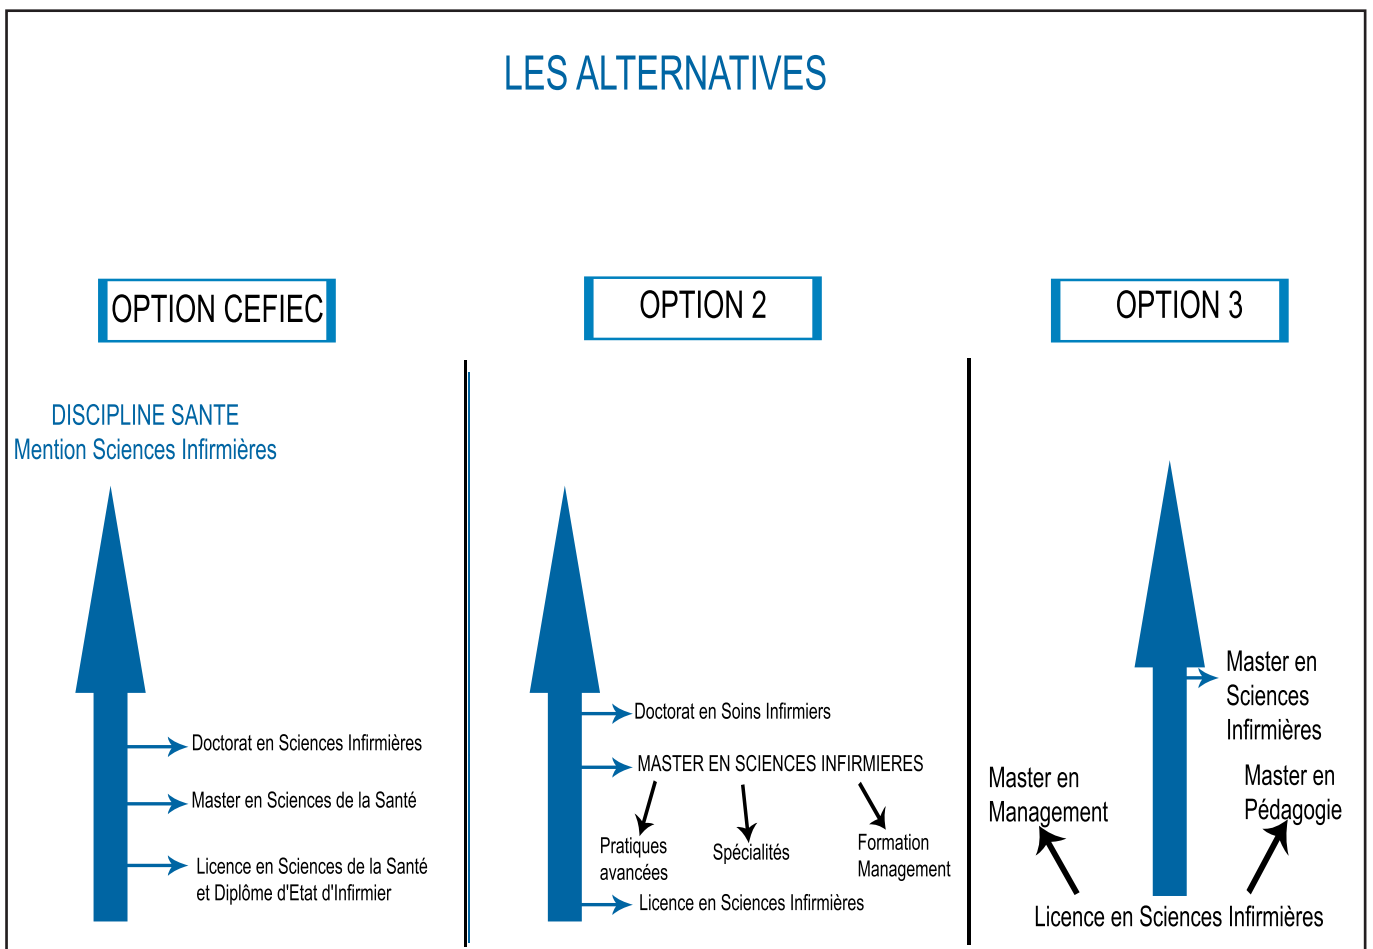 LES ALTERNATIVES
OPTION CEFIEC
DISCIPLINE SANTE
Mention Sciences Infirmières
Doctorat en Sciences Infirmières
Master en Sciences de la Santé
Licence en Sciences de la Santé
et Diplôme d'Etat d'Infirmier
OPTION 2
Doctorat en Soins Infirmiers
MASTER EN SCIENCES INFIRMIERES
Pratiques
avancées
Spécialités
Formation
Management
Licence en Sciences Infirmières
OPTION 3
Master en
Sciences
Infirmières
Master en
Management
Master en
Pédagogie
Licence en Sciences Infirmières